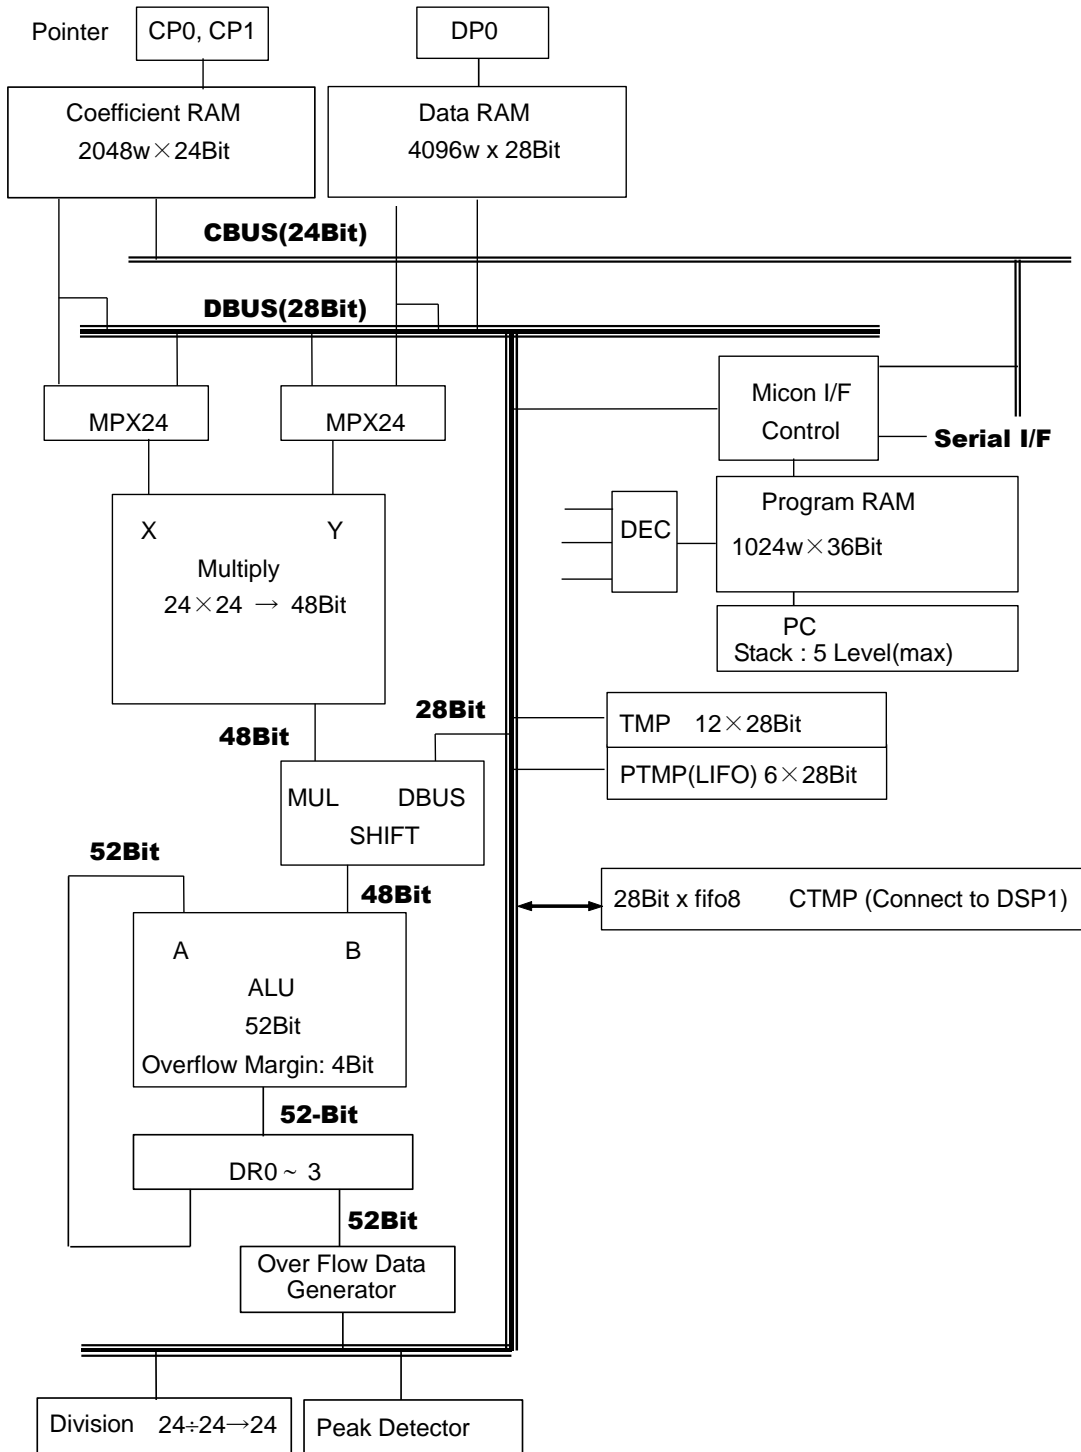 Pointer
CP0, CP1
DP0
Coefficient RAM
2048w×24Bit
Data RAM
4096w x 28Bit
CBUS(24Bit)
DBUS(28Bit)
MPX24
MPX24
Micon I/F
Control
Serial I/F
X Y
Multiply
24×24 → 48Bit
DEC
Program RAM
1024w×36Bit
PC
Stack : 5 Level(max)
48Bit
28Bit
TMP 12×28Bit
PTMP(LIFO) 6×28Bit
MUL DBUS
SHIFT
52Bit
48Bit
28Bit x fifo8 CTMP (Connect to DSP1)
A B
ALU
52Bit
Overflow Margin: 4Bit
52-Bit
DR0 ~ 3
52Bit
Over Flow Data
Generator
Division 24÷24→24
Peak Detector